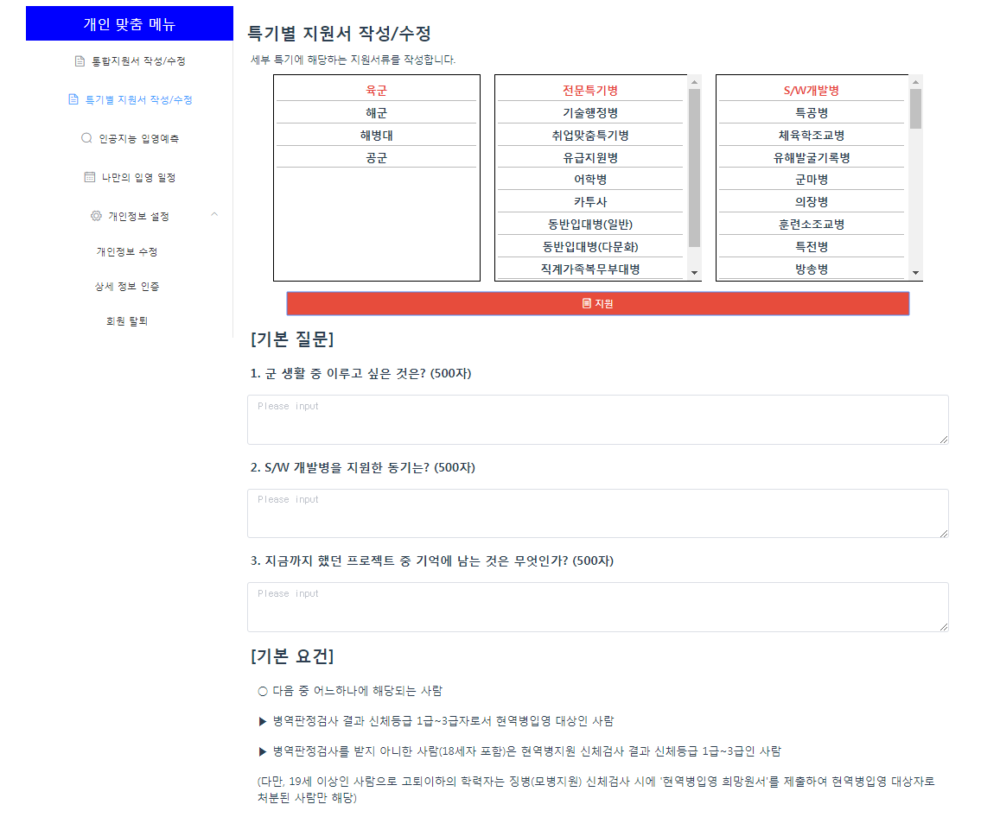 개인 맞춤 메뉴
통합지원서 작성/수정
특기별 지원서 작성/수정
인공지능 입영예측
나만의 입영 일정
개인정보 설정
개인정보 수정
상세 정보 인증
회원 탈퇴
특기별 지원서 작성/수정
세부 특기에 해당하는 지원서류를 작성합니다.
육군
해군
해병대
공군
전문특기병
기술행정병
취업맞춤특기병
유급지원병
어학병
카투사
동반입대병(일반)
동반입대병(다문화)
직계가족복무부대병
S/W개발병
특공병
체육학조교병
유해발굴기록병
군마병
의장병
훈련소조교병
특전병
방송병
지원
[기본 질문]
1. 군 생활 중 이루고 싶은 것은? (500자)
Please input
2. S/W 개발병을 지원한 동기는? (500자)
Please input
3. 지금까지 했던 프로젝트 중 기억에 남는 것은 무엇인가? (500자)
Please input
[기본 요건]
○ 다음 중 어느하나에 해당되는 사람
▶ 병역판정검사 결과 신체등급 1급~3급자로서 현역병입영 대상인 사람
▶ 병역판정검사를 받지 아니한 사람(18세자 포함)은 현역병지원 신체검사 결과 신체등급 1급~3급인 사람
(다만, 19세 이상인 사람으로 고퇴이하의 학력자는 징병(모병지원) 신체검사 시에 '현역병입영 희망원서'를 제출하여 현역병입영 대상자로
처분된 사람만 해당)